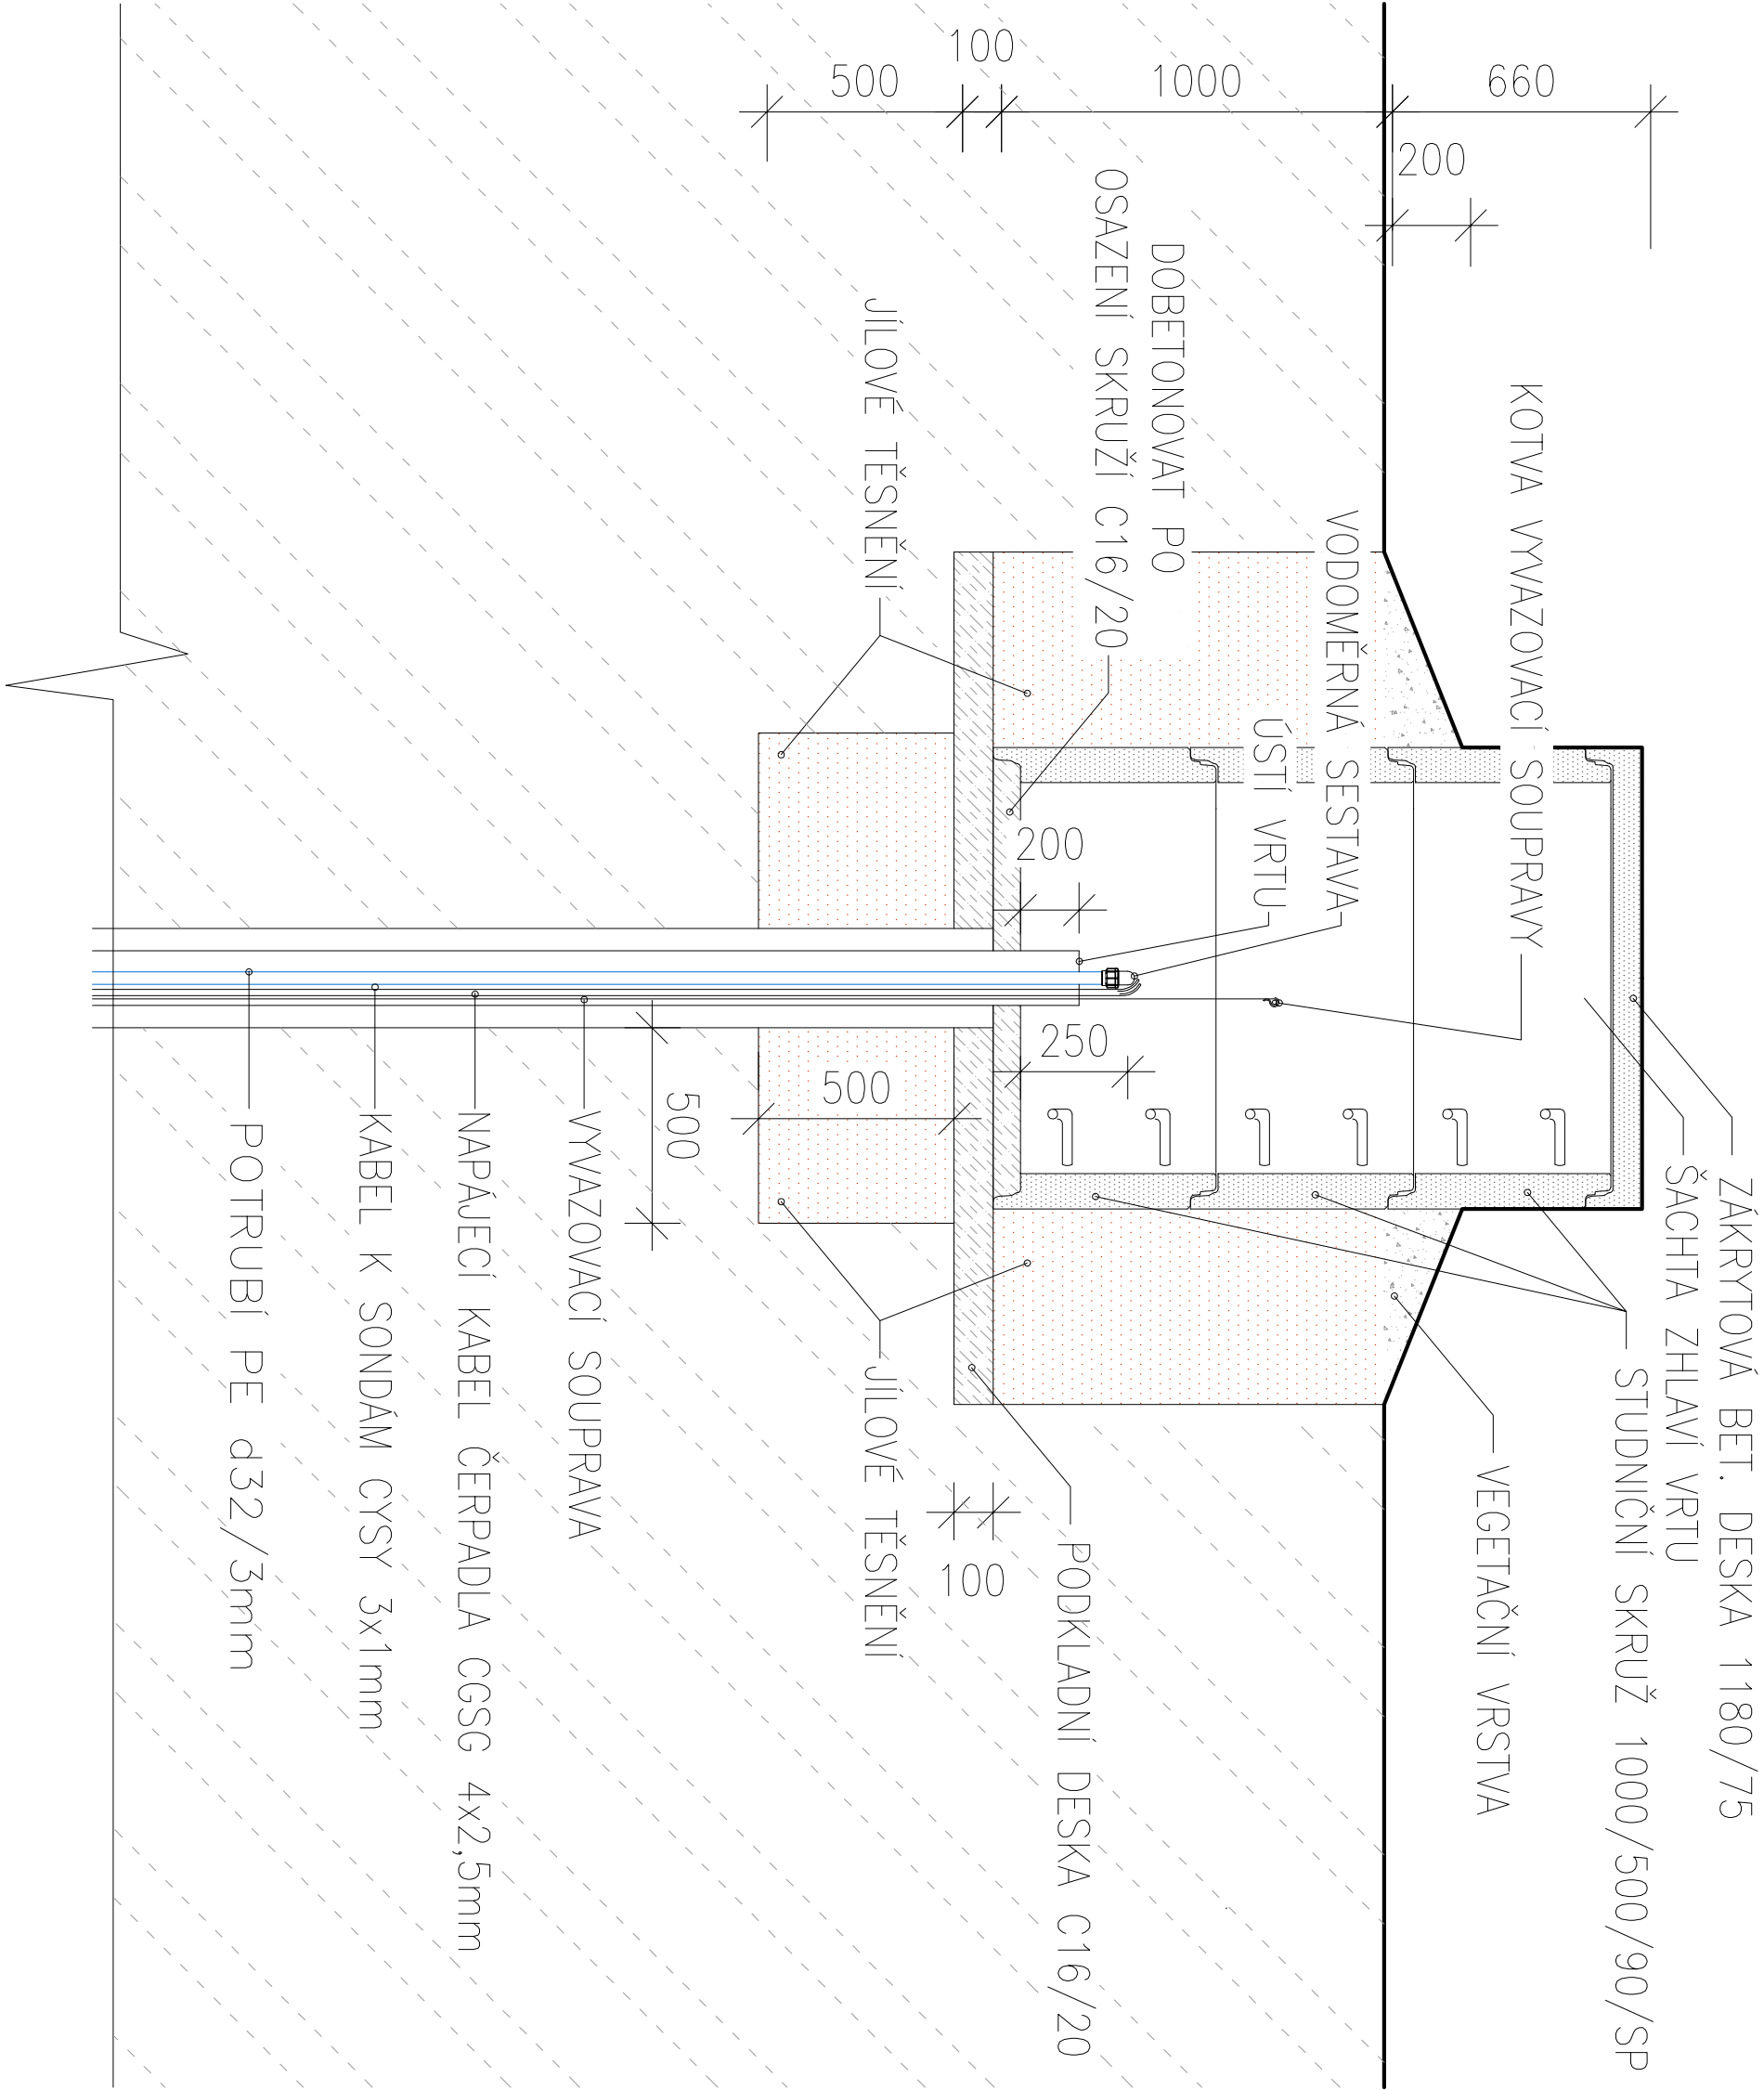 660
200
1000
100
500
ZÁKRYTOVÁ BET. DESKA 1180/75
ŠACHTA ZHLAVÍ VRTU
STUDNIČNÍ SKRUŽ 1000/500/90/SP
KOTVA VYVAZOVACÍ SOUPRAVY
VEGETAČNÍ VRSTVA
VODOMĚRNÁ SESTAVA
ÚSTÍ VRTU
DOBETONOVAT PO
OSAZENÍ SKRUŽÍ C16/20
200
250
PODKLADNÍ DESKA C16/20
100
JÍLOVÉ TĚSNĚNÍ
JÍLOVÉ TĚSNĚNÍ
500
500
VYVAZOVACÍ SOUPRAVA
NAPÁJECÍ KABEL ČERPADLA CGSG 4x2,5mm
KABEL K SONDÁM CYSY 3x1mm
POTRUBÍ PE d32/3mm